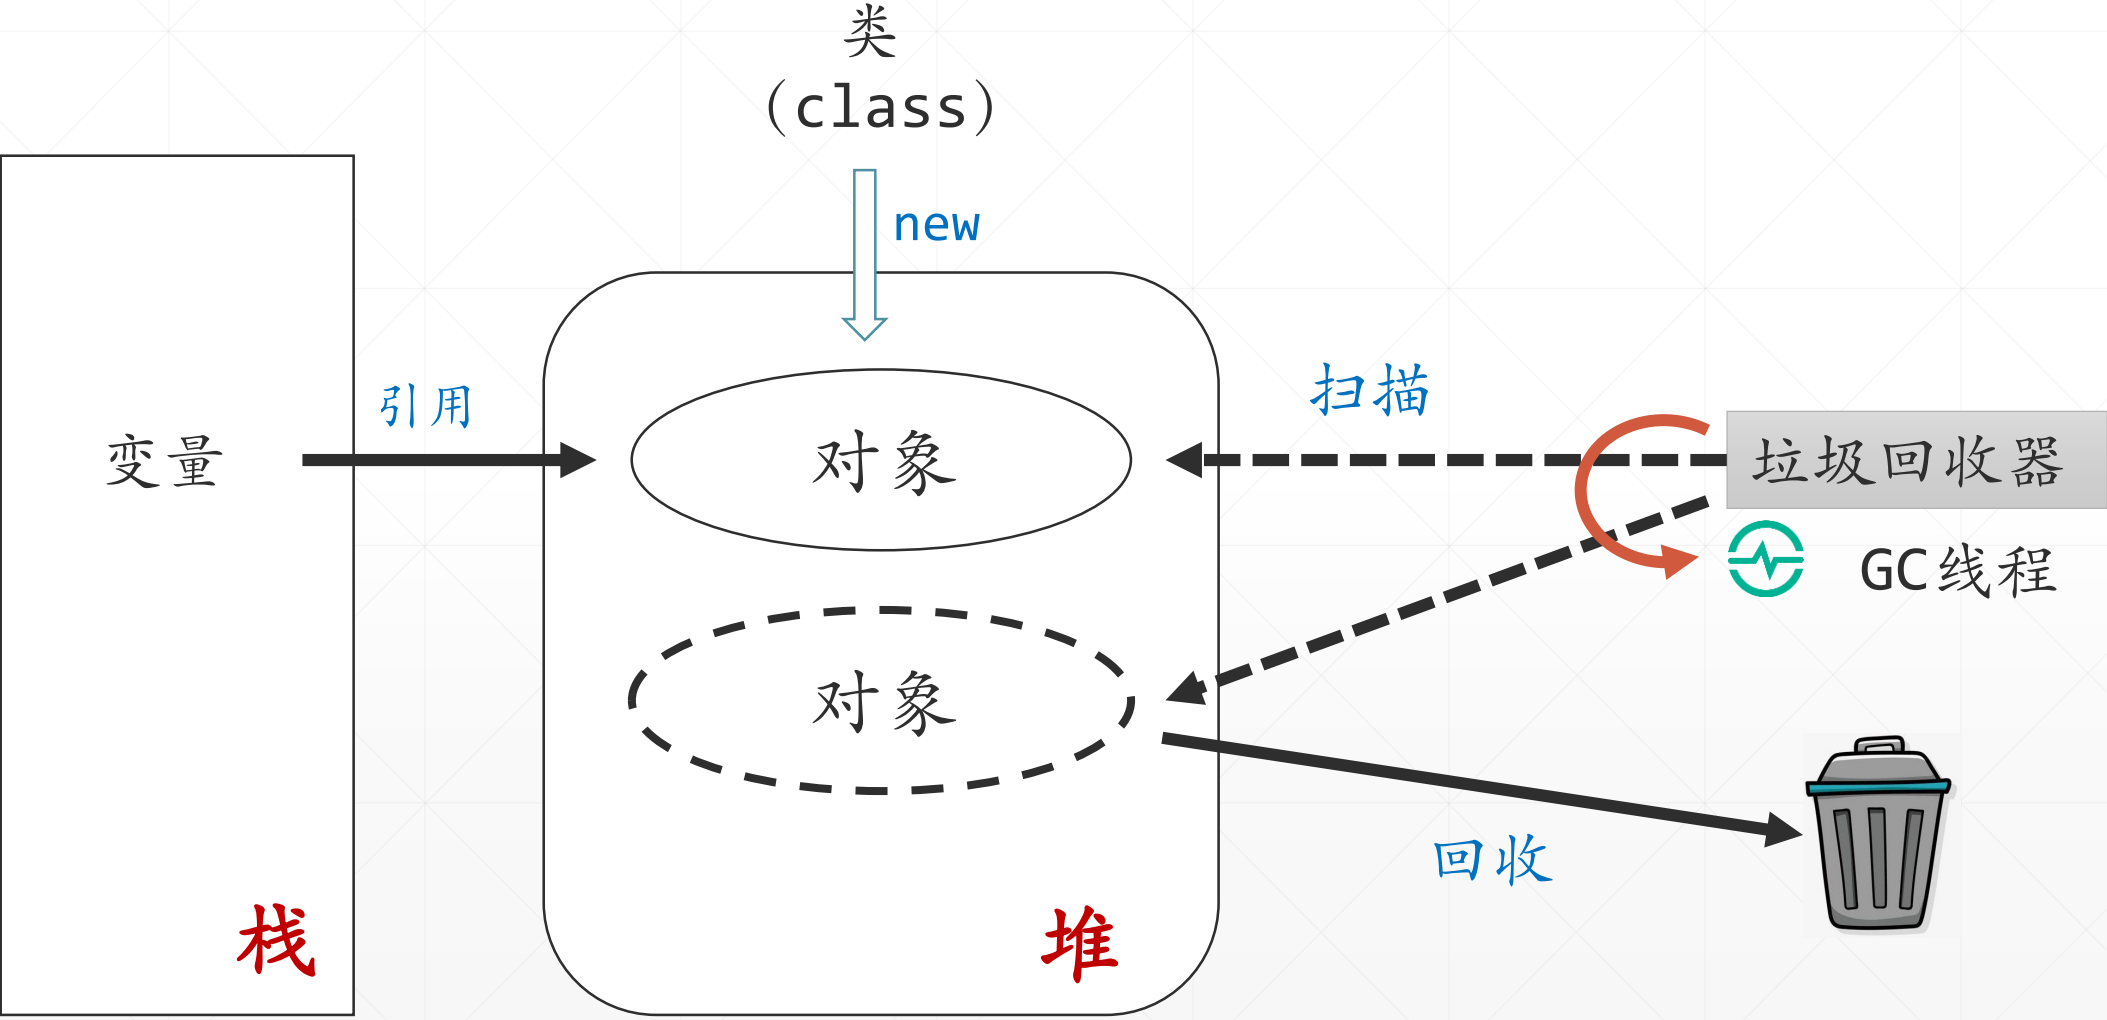 类
(class)
new
引用
变量
对象
扫描
垃圾回收器
GC线程
对象
回收
栈
堆